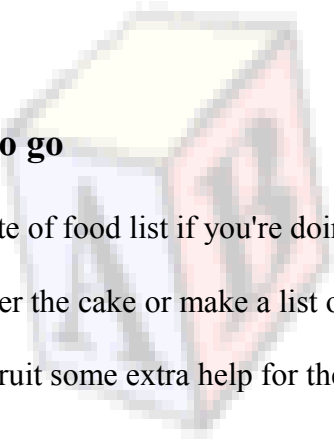 o go
te of food list if you're doin
er the cake or make a list o
ruit some extra help for the
A B